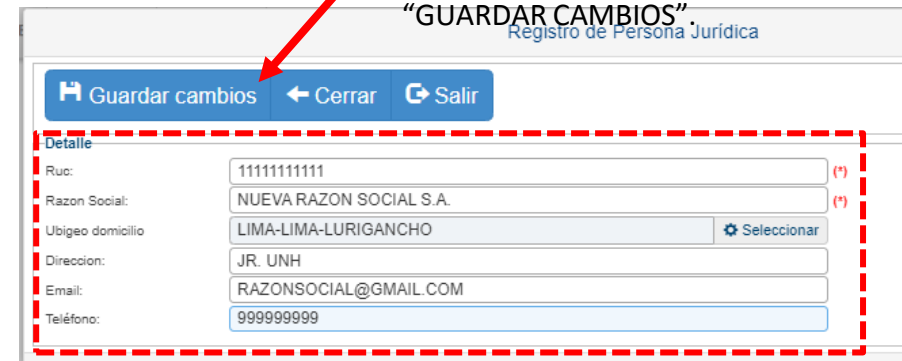 “GUARDAR CAMBIOS”.
Registro de Persona Jurídica
Guardar cambios Cerrar Salir
Detalle
Ruc: 11111111111 (*)
Razon Social: NUEVA RAZON SOCIAL S.A. (*)
Ubigeo domicilio LIMA-LIMA-LURIGANCHO Seleccionar
Direccion: JR. UNH
Email: RAZONSOCIAL@GMAIL.COM
Teléfono: 999999999